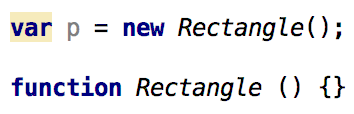 var p = new Rectangle();
function Rectangle () {}